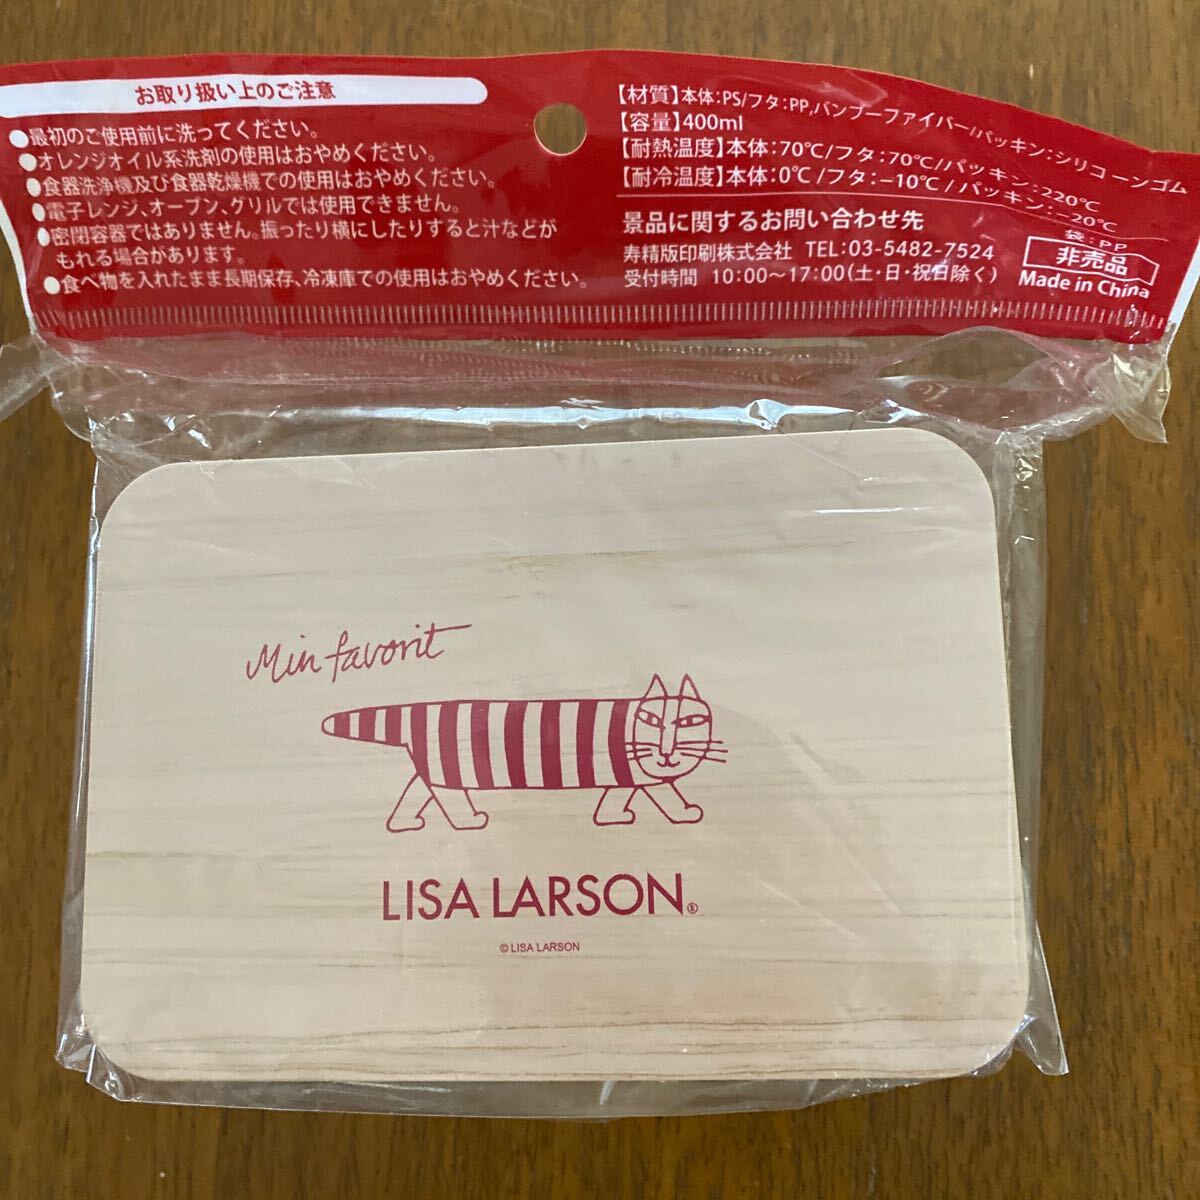 お取り扱い上のご注意
●最初のご使用前に洗ってください。
●オレンジオイル系洗剤の使用はおやめください。
●食器洗浄機及び食器乾燥機での使用はおやめください。
●電子レンジ、オーブン、グリルでは使用できません。
●密閉容器ではありません。振ったり横にしたりすると汁などが
もれる場合があります。
●食べ物を入れたまま長期保存、冷凍庫での使用はおやめください。
【材質】本体:PS/フタ:PP,バンブーファイバー/パッキン:シリコーンゴム
【容量】400ml
【耐熱温度】本体:70℃/フタ:70℃/パッキン:220℃
【耐冷温度】本体:0℃/フタ:-10℃/パッキン:-20℃
袋:PP
景品に関するお問い合わせ先
寿精版印刷株式会社 TEL:03-5482-7524
受付時間 10:00〜17:00(土・日・祝日除く)
非売品
Made in China
Min favorit
LISA LARSON®
© LISA LARSON